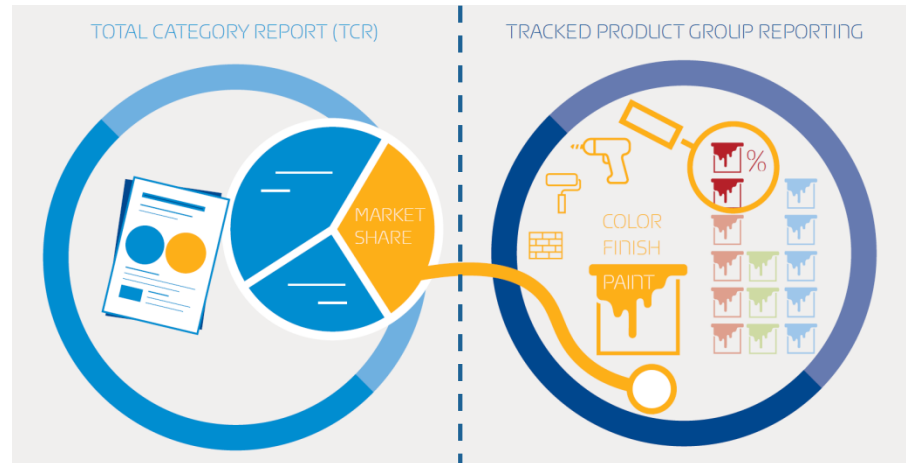 TOTAL CATEGORY REPORT (TCR)
MARKET
SHARE
TRACKED PRODUCT GROUP REPORTING
%
COLOR
FINISH
PAINT